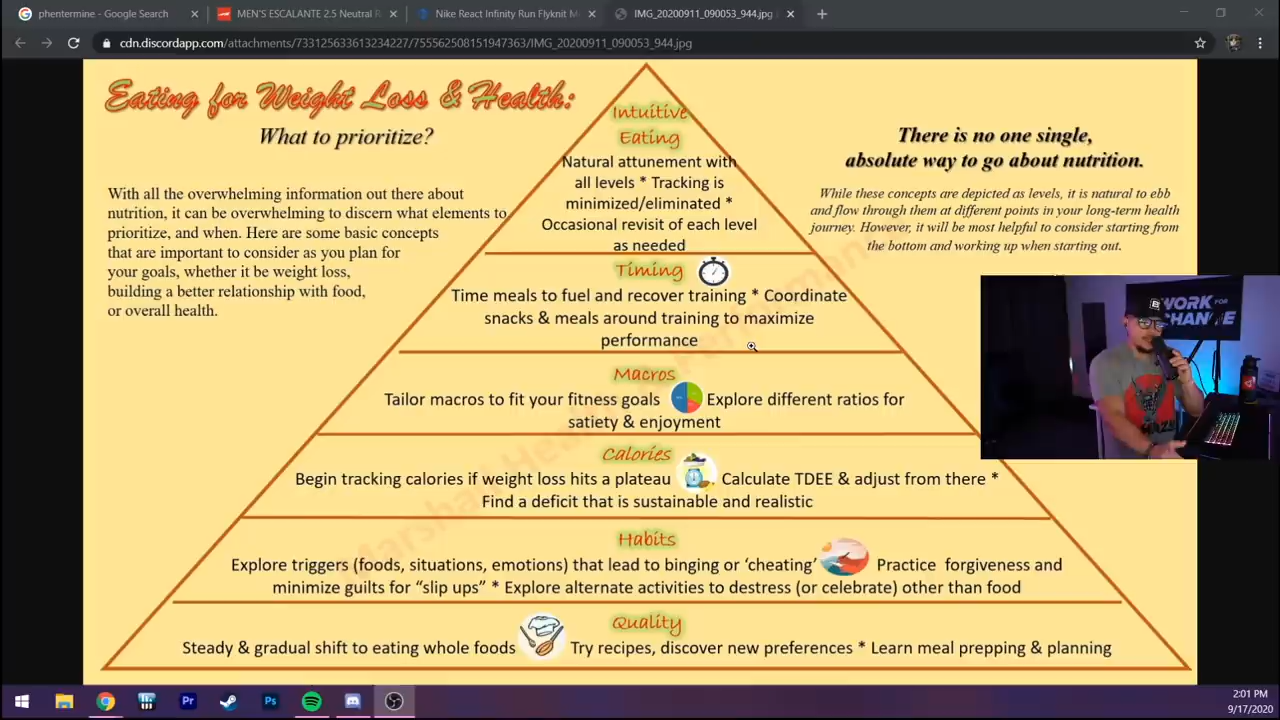 phentermine - Google Search
MEN'S ESCALANTE 2.5 Neutral R
Nike React Infinity Run Flyknit M
IMG_20200911_090053_944.jpg
cdn.discordapp.com/attachments/733125633613234227/755562508151947363/IMG_20200911_090053_944.jpg
Eating for Weight Loss & Health:
What to prioritize?
With all the overwhelming information out there about
nutrition, it can be overwhelming to discern what elements to
prioritize, and when. Here are some basic concepts
that are important to consider as you plan for
your goals, whether it be weight loss,
building a better relationship with food,
or overall health.
There is no one single,
absolute way to go about nutrition.
While these concepts are depicted as levels, it is natural to ebb
and flow through them at different points in your long-term health
journey. However, it will be most helpful to consider starting from
the bottom and working up when starting out.
Intuitive
Eating
Natural attunement with
all levels * Tracking is
minimized/eliminated *
Occasional revisit of each level
as needed
Timing
Time meals to fuel and recover training * Coordinate
snacks & meals around training to maximize
performance
Macros
Tailor macros to fit your fitness goals Explore different ratios for
satiety & enjoyment
Calories
Begin tracking calories if weight loss hits a plateau Calculate TDEE & adjust from there *
Find a deficit that is sustainable and realistic
Habits
Explore triggers (foods, situations, emotions) that lead to binging or ‘cheating’ Practice forgiveness and
minimize guilts for “slip ups” * Explore alternate activities to destress (or celebrate) other than food
Quality
Steady & gradual shift to eating whole foods Try recipes, discover new preferences * Learn meal prepping & planning
WORK FOR
CHANGE
2:01 PM
9/17/2020